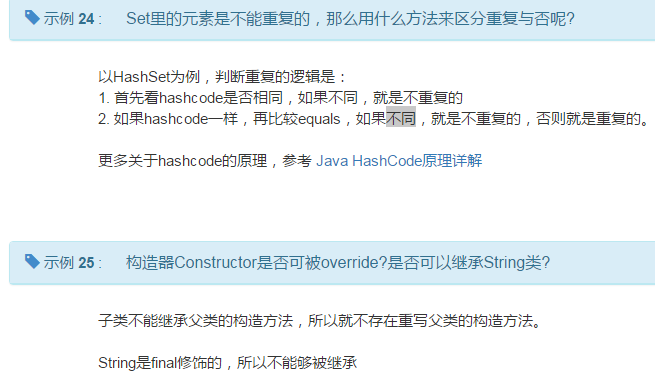 示例 24 : Set里的元素是不能重复的，那么用什么方法来区分重复与否呢?
以HashSet为例，判断重复的逻辑是：
1. 首先看hashcode是否相同，如果不同，就是不重复的
2. 如果hashcode一样，再比较equals，如果不同，就是不重复的，否则就是重复的。
更多关于hashcode的原理，参考 Java HashCode原理详解
示例 25 : 构造器Constructor是否可被override?是否可以继承String类?
子类不能继承父类的构造方法，所以就不存在重写父类的构造方法。
String是final修饰的，所以不能够被继承